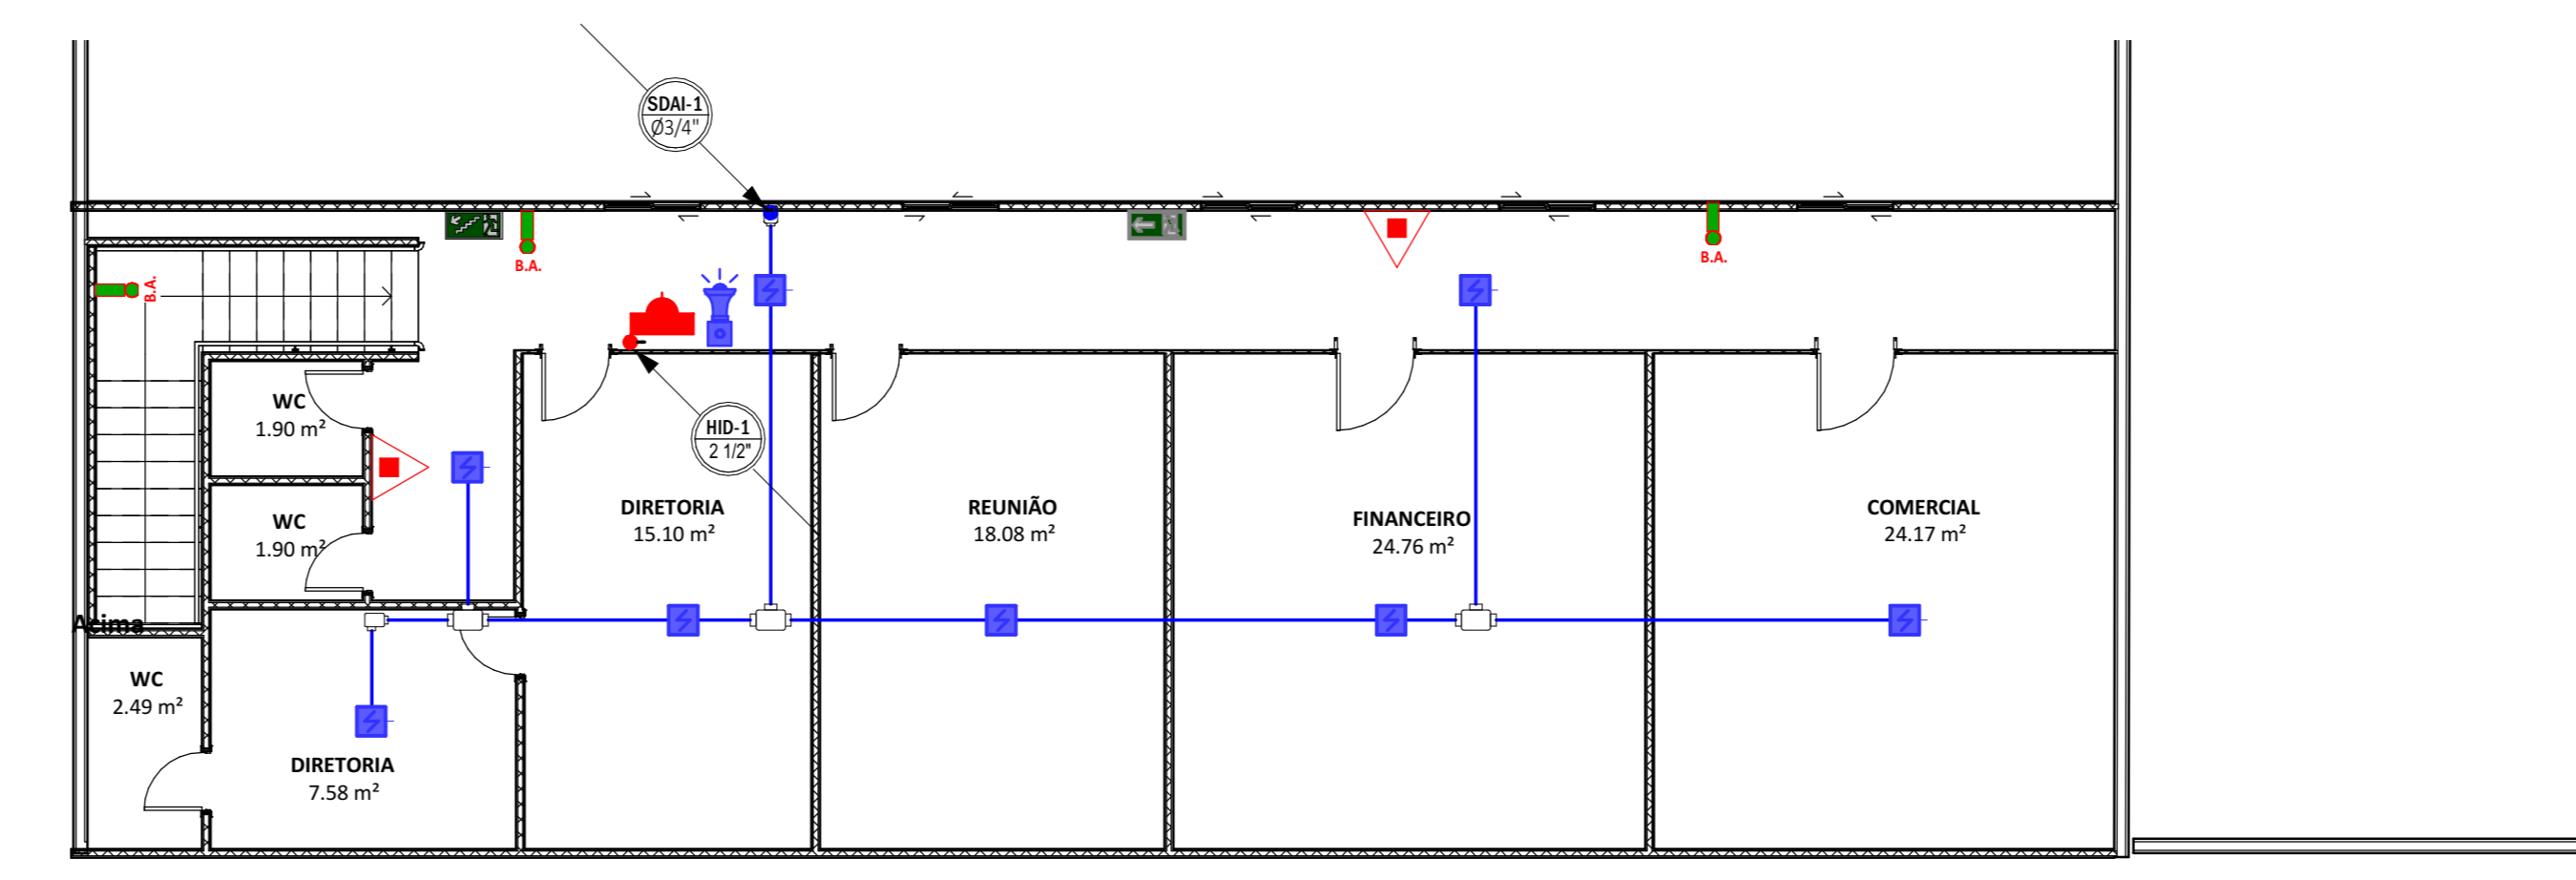 SDAI-1
Ø3/4"
B.A.
B.A.
B.A.
WC
1.90 m²
HID-1
2 1/2"
WC
1.90 m²
DIRETORIA
15.10 m²
REUNIÃO
18.08 m²
FINANCEIRO
24.76 m²
COMERCIAL
24.17 m²
Acima
WC
2.49 m²
DIRETORIA
7.58 m²